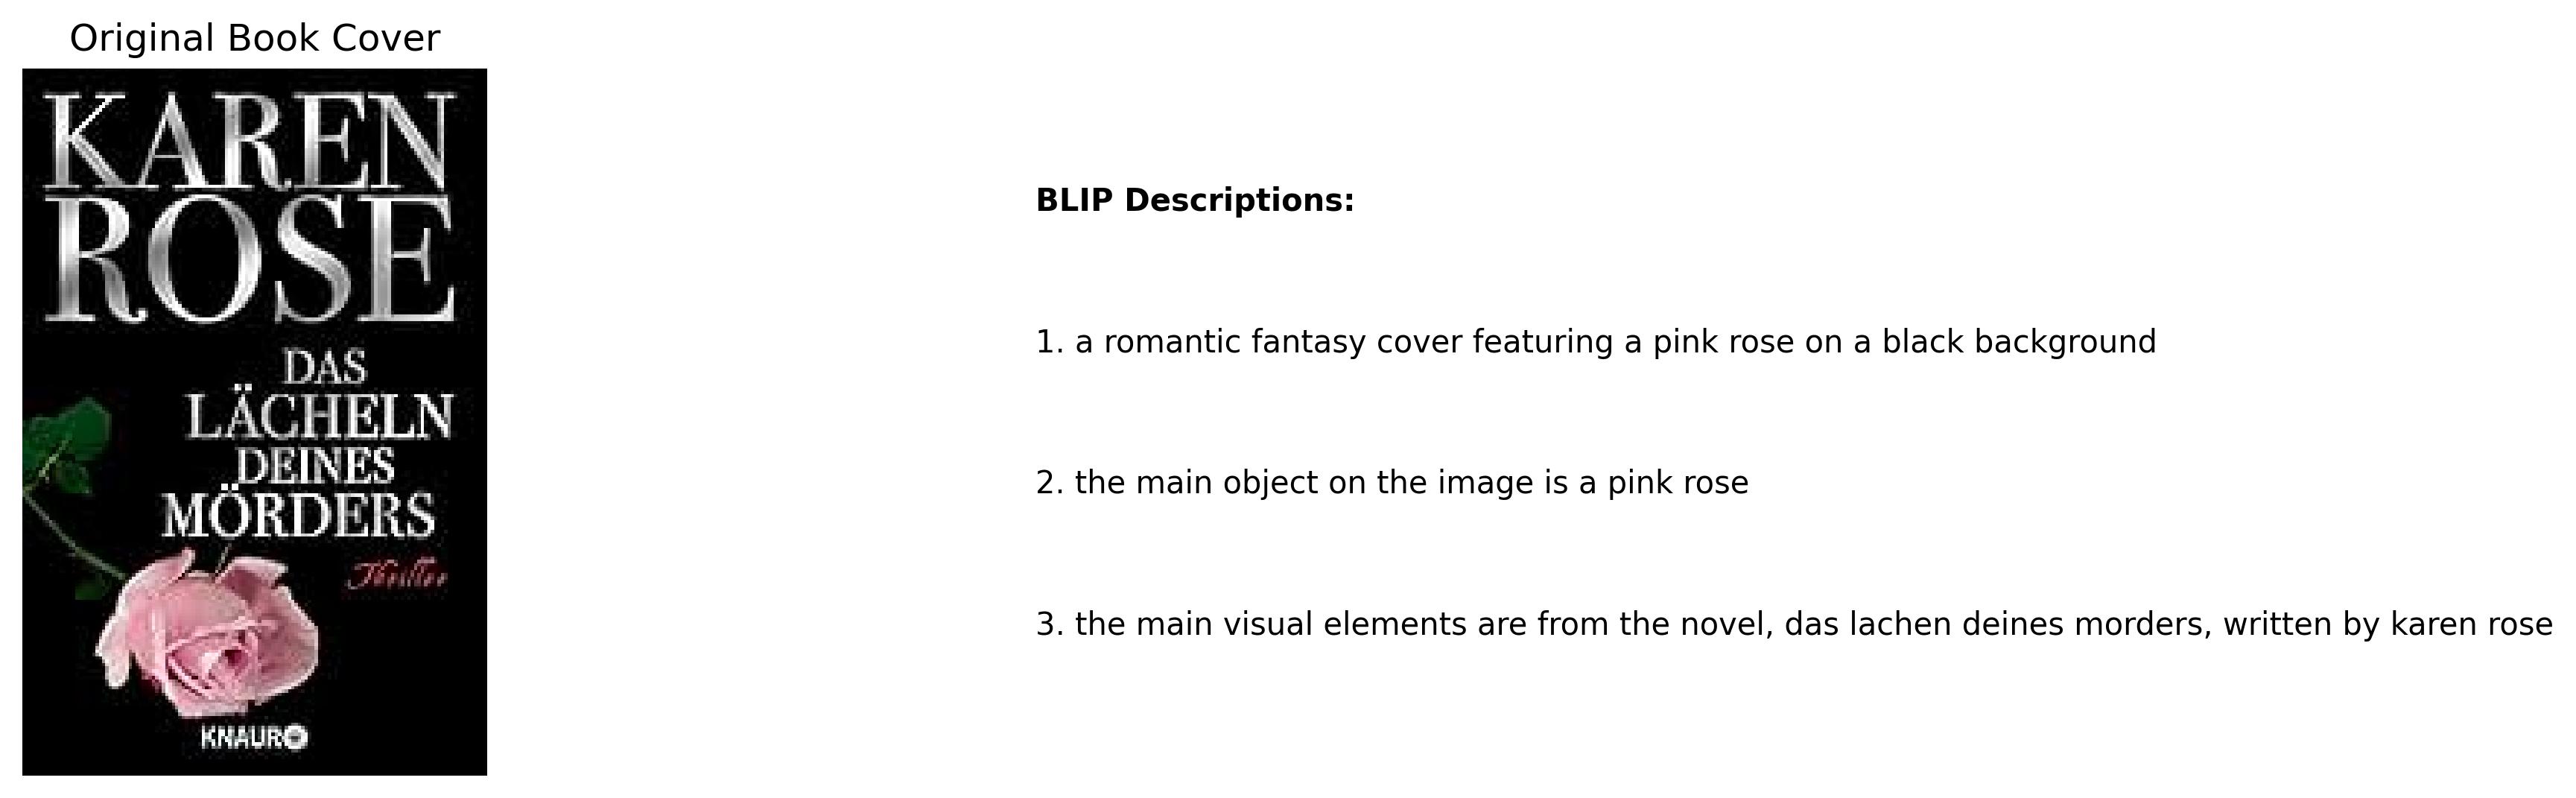 Original Book Cover
KAREN
ROSE
DAS
LÄCHELN
DEINES
MÖRDERS
Thriller
KNAUR
BLIP Descriptions:
1. a romantic fantasy cover featuring a pink rose on a black background
2. the main object on the image is a pink rose
3. the main visual elements are from the novel, das lachen deines morders, written by karen rose